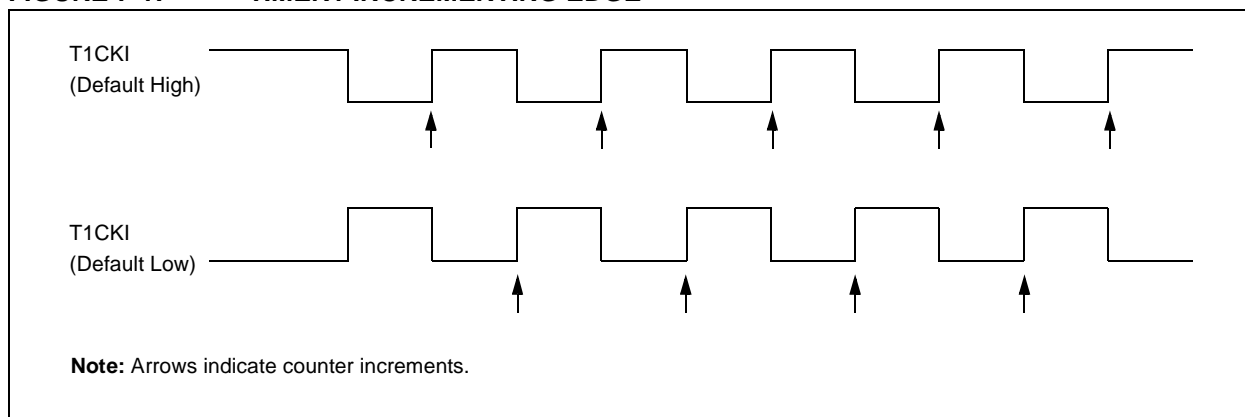 T1CKI
(Default High)
T1CKI
(Default Low)
Note: Arrows indicate counter increments.